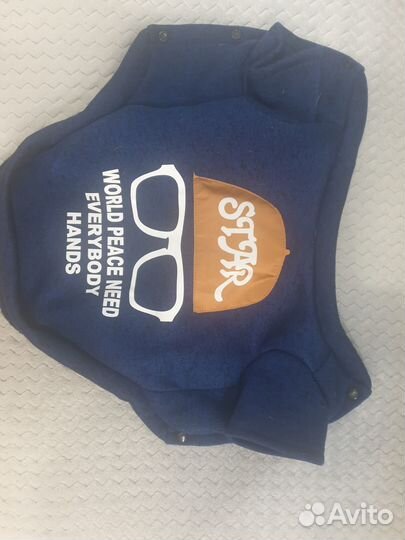 STAR
WORLD PEACE NEED
EVERYBODY
HANDS
Avito